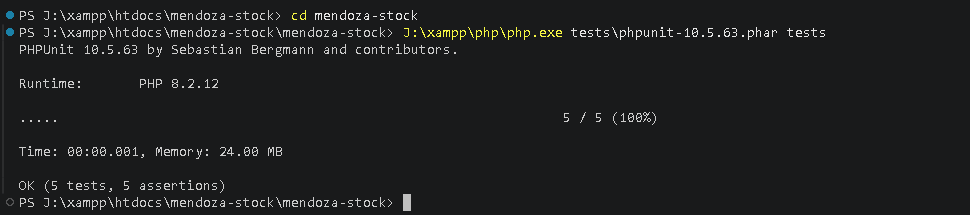 PS J:\xampp\htdocs\mendoza-stock> cd mendoza-stock
PS J:\xampp\htdocs\mendoza-stock\mendoza-stock> J:\xampp\php\php.exe tests\phpunit-10.5.63.phar tests
PHPUnit 10.5.63 by Sebastian Bergmann and contributors.
Runtime:       PHP 8.2.12
.....                                                               5 / 5 (100%)
Time: 00:00.001, Memory: 24.00 MB
OK (5 tests, 5 assertions)
PS J:\xampp\htdocs\mendoza-stock\mendoza-stock>